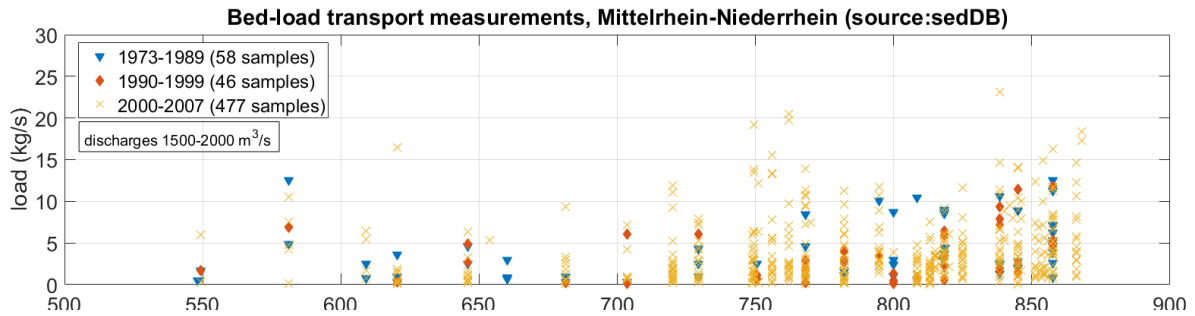 Bed-load transport measurements, Mittelrhein-Niederrhein (source:sedDB)
30
25
20
15
10
5
0
load (kg/s)
1973-1989 (58 samples)
1990-1999 (46 samples)
2000-2007 (477 samples)
discharges 1500-2000 m³/s
500 550 600 650 700 750 800 850 900